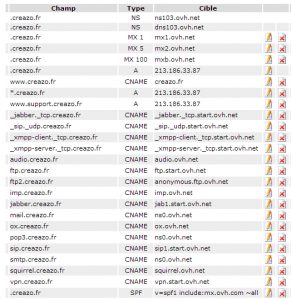 Champ Type Cible
.creazo.fr NS ns103.ovh.net
.creazo.fr NS dns103.ovh.net
.creazo.fr MX 1 mx1.ovh.net
.creazo.fr MX 5 mx2.ovh.net
.creazo.fr MX 100 mxb.ovh.net
.creazo.fr A 213.186.33.87
www.creazo.fr CNAME creazo.fr
*.creazo.fr A 213.186.33.87
www.support.creazo.fr A 213.186.33.87
_jabber._tcp.creazo.fr CNAME _jabber._tcp.start.ovh.net
_sip._udp.creazo.fr CNAME _sip._udp.start.ovh.net
_xmpp-client._tcp.creazo.fr CNAME _xmpp-client._tcp.start.ovh.net
_xmpp-server._tcp.creazo.fr CNAME _xmpp-server._tcp.start.ovh.net
audio.creazo.fr CNAME audio.ovh.net
ftp.creazo.fr CNAME ftp.start.ovh.net
ftp2.creazo.fr CNAME anonymous.ftp.ovh.net
imp.creazo.fr CNAME imp.ovh.net
jabber.creazo.fr CNAME jab1.start.ovh.net
mail.creazo.fr CNAME ns0.ovh.net
ox.creazo.fr CNAME ox.ovh.net
pop3.creazo.fr CNAME ns0.ovh.net
sip.creazo.fr CNAME sip1.start.ovh.net
smtp.creazo.fr CNAME ns0.ovh.net
squirrel.creazo.fr CNAME squirrel.ovh.net
vpn.creazo.fr CNAME vpn.start.ovh.net
.creazo.fr SPF v=spf1 include:mx.ovh.com ~all